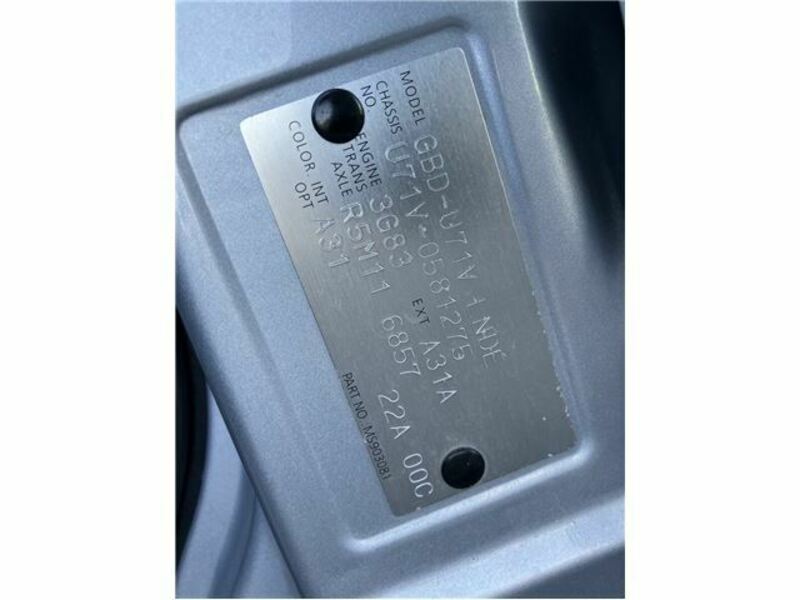 MODEL GBD-U71V HNDE
CHASSIS NO. U71V-0581275
ENGINE 3G83
TRANS AXLE R5M11 6857
COLOR. INT A31 EXT A31A
OPT 22A 00C
PART NO. MS903081